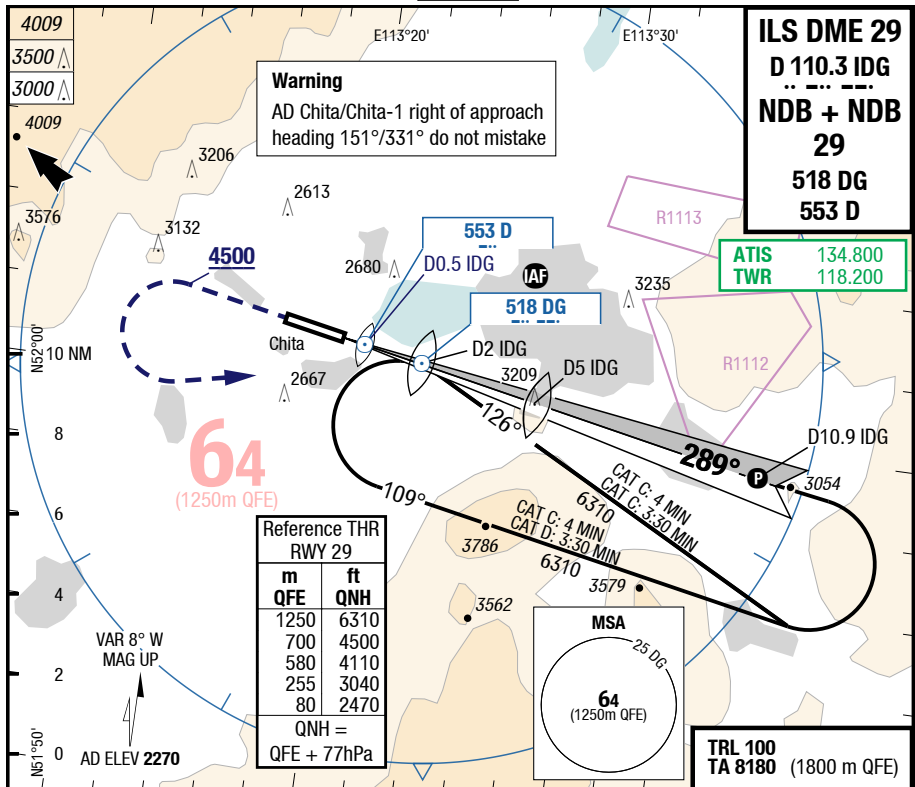 4009
3500
3000
4009
E113°20'
E113°30'
Warning
AD Chita/Chita-1 right of approach
heading 151°/331° do not mistake
ILS DME 29
D 110.3 IDG
NDB + NDB
29
518 DG
553 D
ATIS 134.800
TWR 118.200
3206
2613
3576
3132
4500
2680
553 D
D0.5 IDG
IAF
518 DG
3235
R1113
R1112
Chita
D2 IDG
N52°00'
10 NM
2667
3209
D5 IDG
126°
289°
P
D10.9 IDG
3054
64
(1250m QFE)
8
6
4
2
0
109°
CAT C: 4 MIN
CAT C: 3:30 MIN
6310
CAT C: 4 MIN
CAT D: 3:30 MIN
6310
3786
3579
3562
Reference THR
RWY 29
m ft
QFE QNH
1250 6310
700 4500
580 4110
255 3040
80 2470
QNH =
QFE + 77hPa
MSA
25 DG
64
(1250m QFE)
VAR 8° W
MAG UP
N51°50'
AD ELEV 2270
TRL 100
TA 8180 (1800 m QFE)